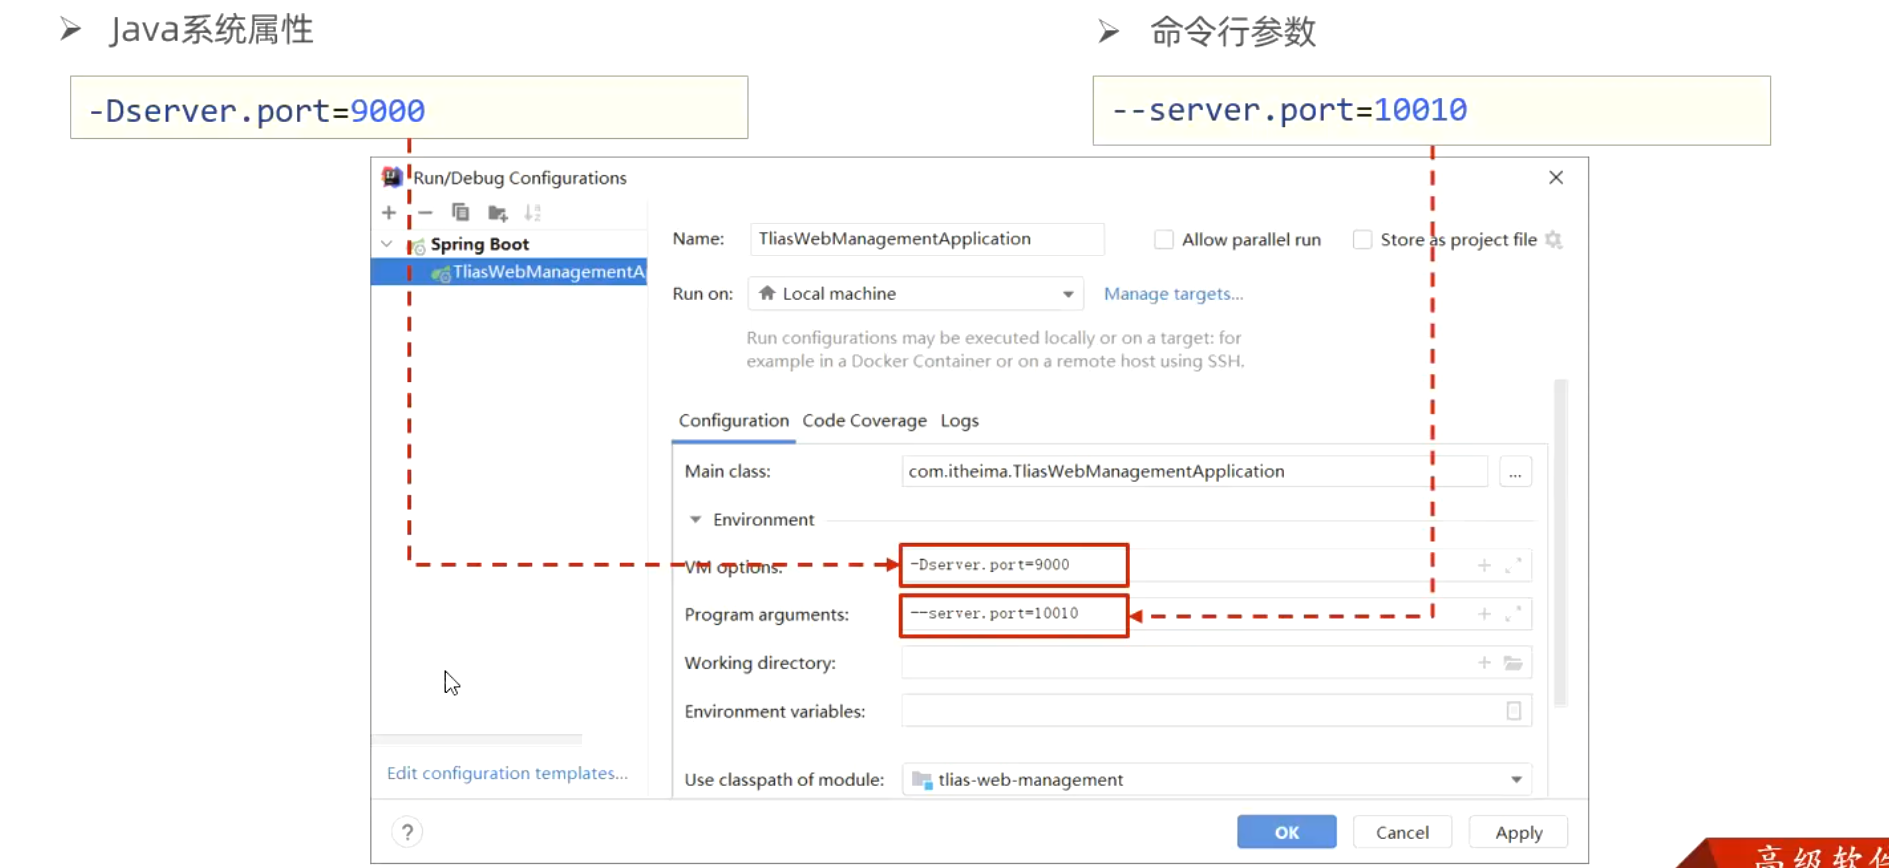 Java系统属性
命令行参数
-Dserver.port=9000
--server.port=10010
Run/Debug Configurations
Spring Boot
TliasWebManagementA
Name:
TliasWebManagementApplication
Allow parallel run
Store as project file
Run on:
Local machine
Manage targets...
Run configurations may be executed locally or on a target: for
example in a Docker Container or on a remote host using SSH.
Configuration Code Coverage Logs
Main class:
com.itheima.TliasWebManagementApplication
...
Environment
VM options:
-Dserver.port=9000
Program arguments:
--server.port=10010
Working directory:
Environment variables:
Use classpath of module:
tlias-web-management
Edit configuration templates...
?
OK
Cancel
Apply
高级软件